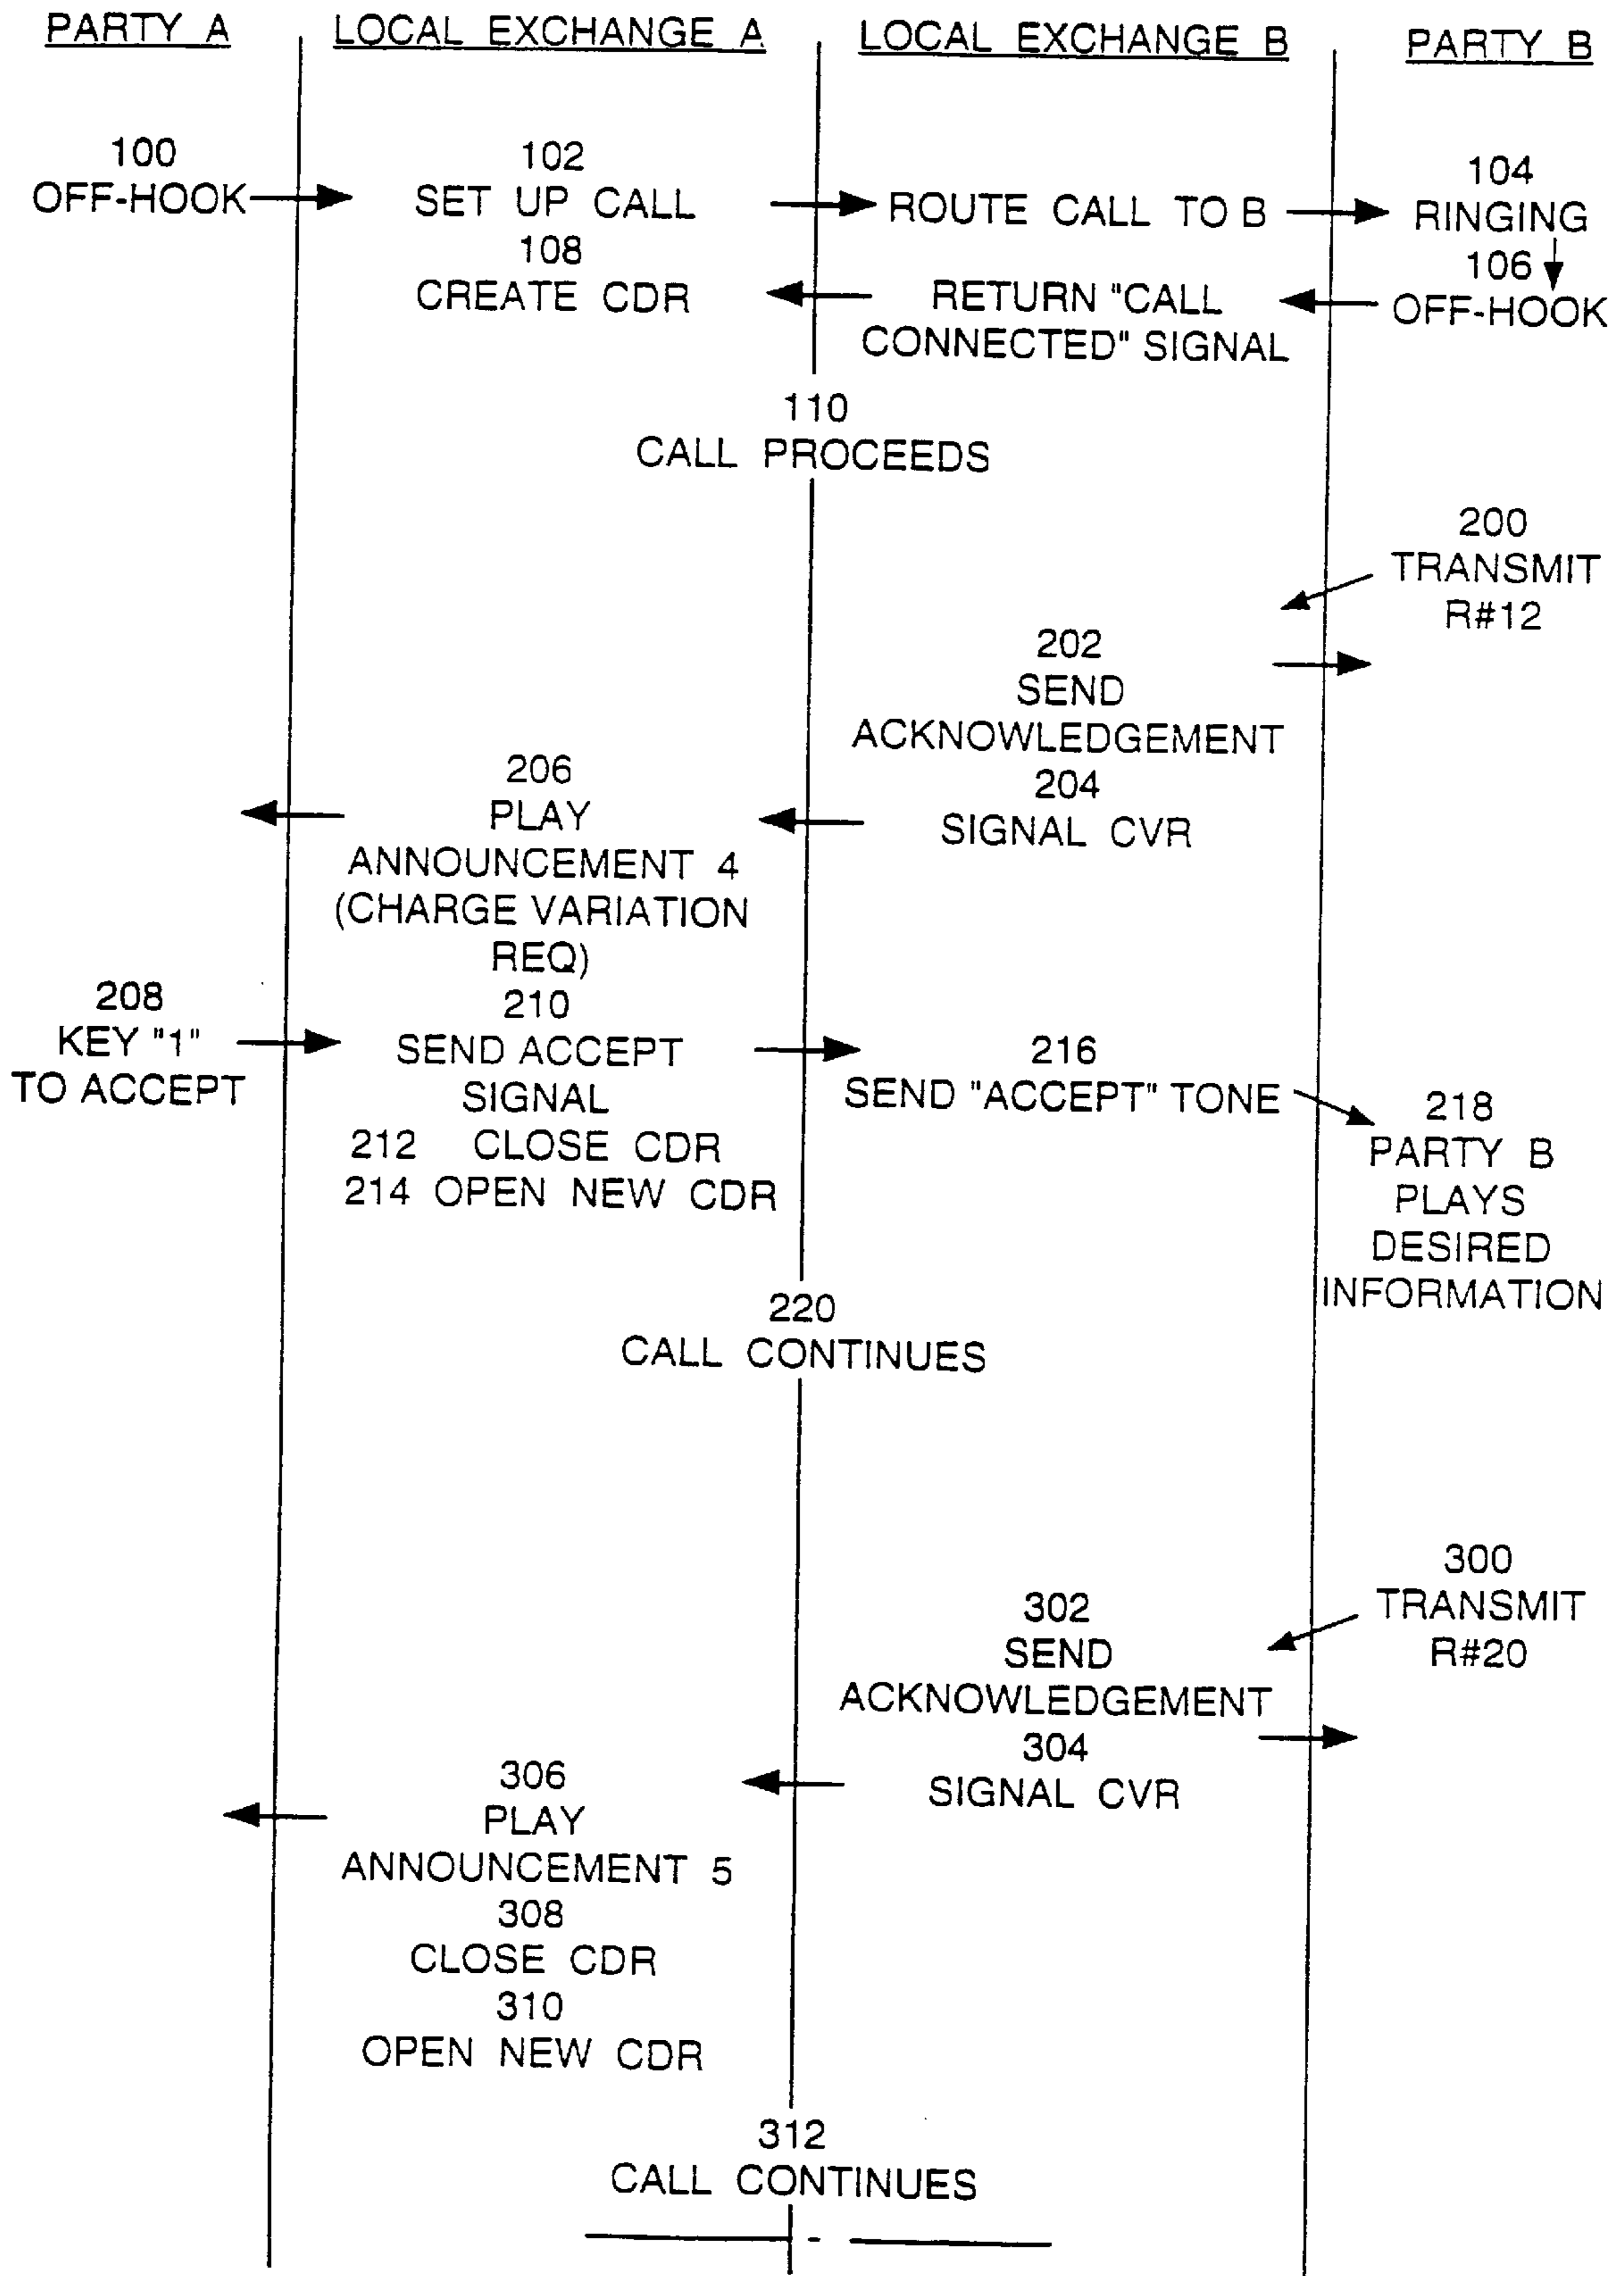 PARTY A
LOCAL EXCHANGE A
LOCAL EXCHANGE B
PARTY B
100
OFF-HOOK
102
SET UP CALL
ROUTE CALL TO B
104
RINGING
108
CREATE CDR
RETURN "CALL
CONNECTED" SIGNAL
106
OFF-HOOK
110
CALL PROCEEDS
200
TRANSMIT
R#12
202
SEND
ACKNOWLEDGEMENT
204
SIGNAL CVR
206
PLAY
ANNOUNCEMENT 4
(CHARGE VARIATION
REQ)
208
KEY "1"
TO ACCEPT
210
SEND ACCEPT
SIGNAL
212 CLOSE CDR
214 OPEN NEW CDR
216
SEND "ACCEPT" TONE
218
PARTY B
PLAYS
DESIRED
INFORMATION
220
CALL CONTINUES
300
TRANSMIT
R#20
302
SEND
ACKNOWLEDGEMENT
304
SIGNAL CVR
306
PLAY
ANNOUNCEMENT 5
308
CLOSE CDR
310
OPEN NEW CDR
312
CALL CONTINUES